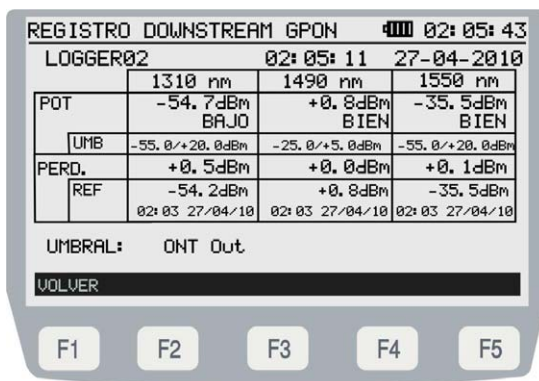 REGISTRO DOWNSTREAM GPON 02:05:43
LOGGER02 02:05:11 27-04-2010
1310 nm 1490 nm 1550 nm
POT -54.7dBm +0.8dBm -35.5dBm
BAJO BIEN BIEN
UMB -55.0/+20.0dBm -25.0/+5.0dBm -55.0/+20.0dBm
PERD. +0.5dBm +0.0dBm +0.1dBm
REF -54.2dBm +0.8dBm -35.5dBm
02:03 27/04/10 02:03 27/04/10 02:03 27/04/10
UMBRAL: ONT Out
VOLVER
F1 F2 F3 F4 F5